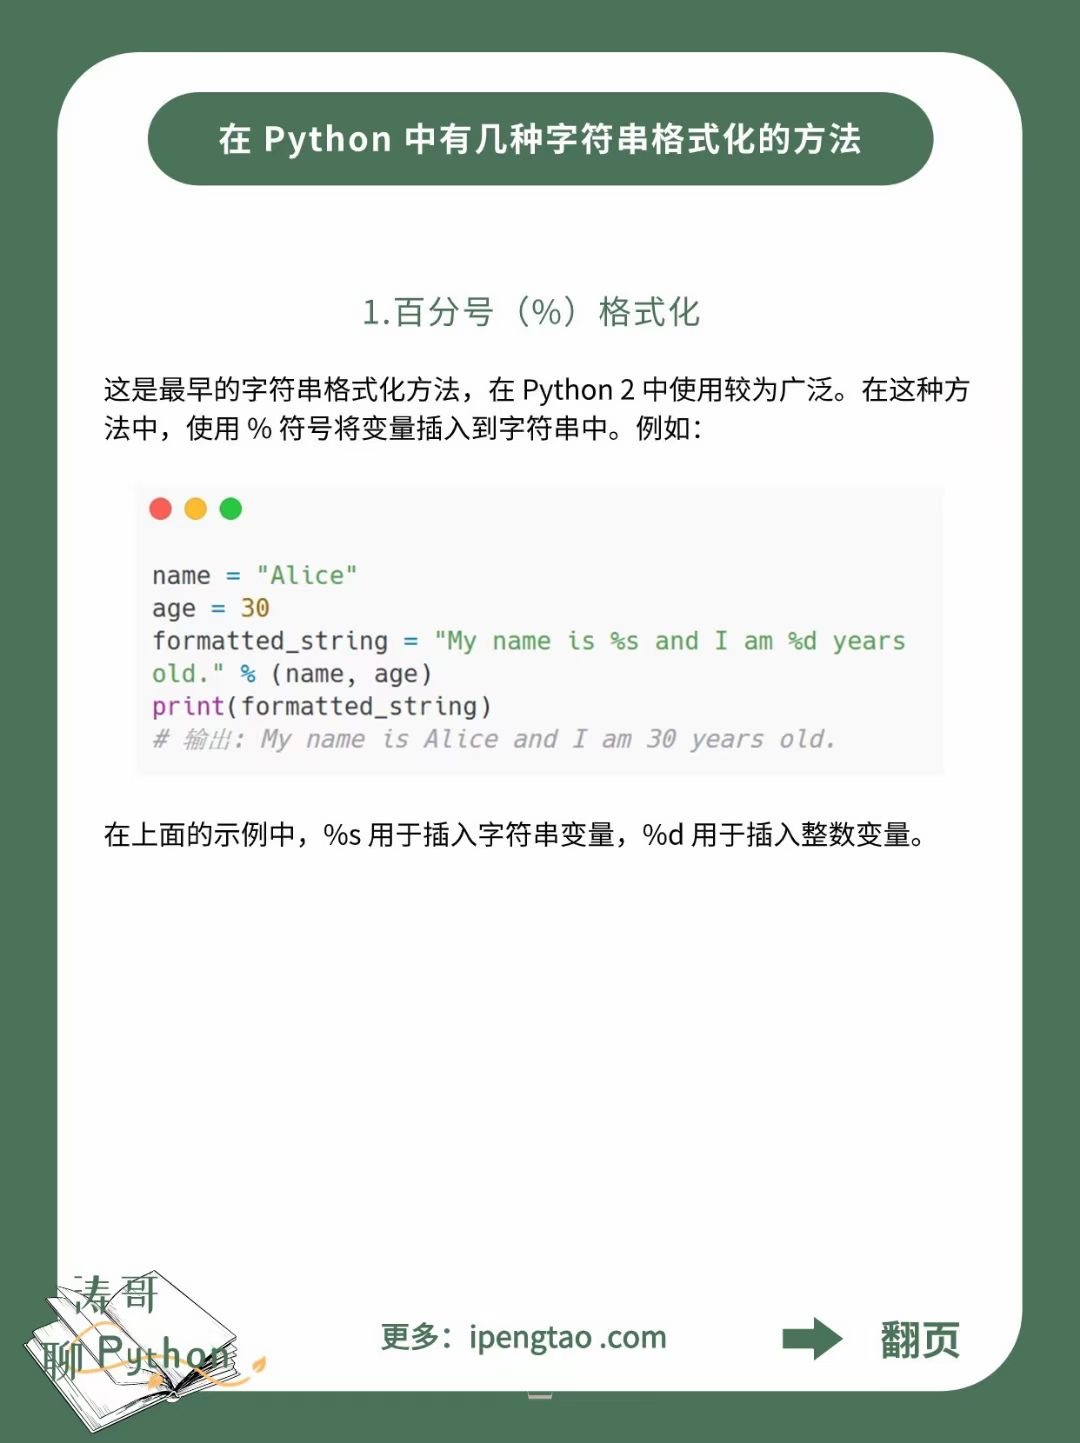 在 Python 中有几种字符串格式化的方法
1.百分号（%）格式化
这是最早的字符串格式化方法，在 Python 2 中使用较为广泛。在这种方
法中，使用 % 符号将变量插入到字符串中。例如：
name = "Alice"
age = 30
formatted_string = "My name is %s and I am %d years
old." % (name, age)
print(formatted_string)
# 输出: My name is Alice and I am 30 years old.
在上面的示例中，%s 用于插入字符串变量，%d 用于插入整数变量。
涛哥
聊 Python
更多：ipengtao .com
翻页